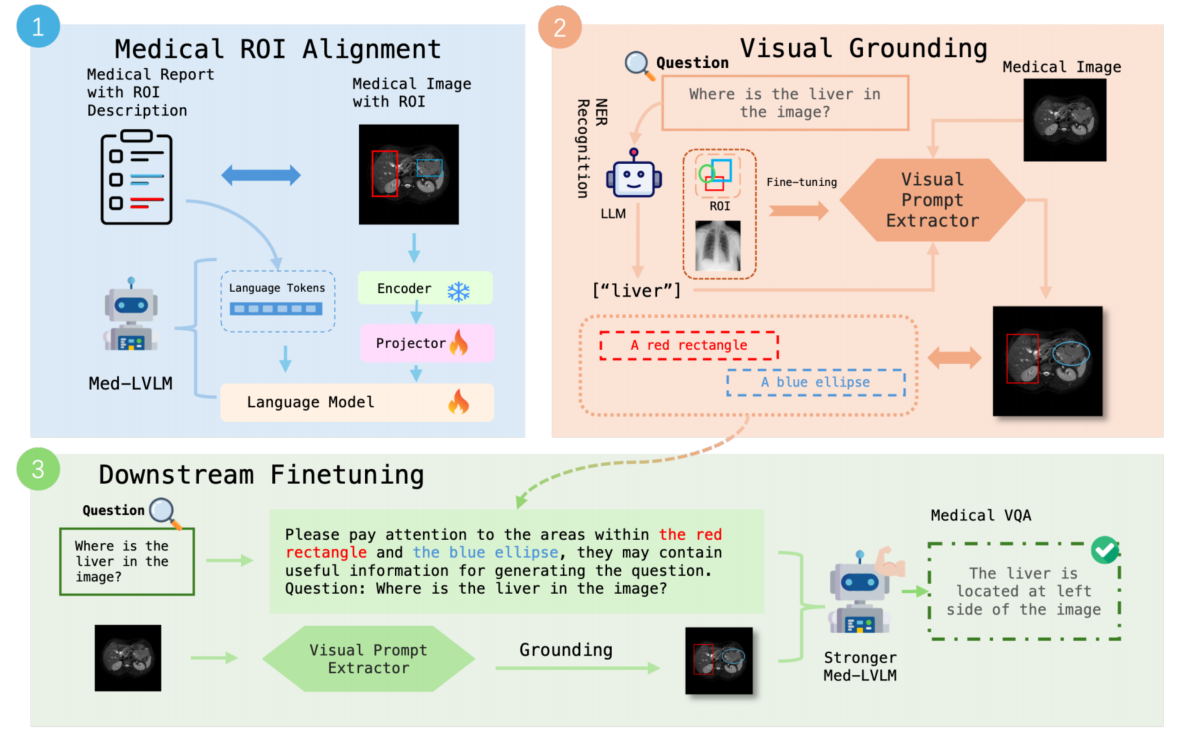 1
Medical ROI Alignment
Medical Report
with ROI
Description
Medical Image
with ROI
Language Tokens
Encoder
Projector
Med-LVLM
Language Model
2
Visual Grounding
Question
Where is the liver in
the image?
NER
Recognition
LLM
ROI
Fine-tuning
Medical Image
Visual
Prompt
Extractor
["liver"]
A red rectangle
A blue ellipse
3
Downstream Finetuning
Question
Where is the
liver in the
image?
Please pay attention to the areas within the red
rectangle and the blue ellipse, they may contain
useful information for generating the question.
Question: Where is the liver in the image?
Visual Prompt
Extractor
Grounding
Stronger
Med-LVLM
Medical VQA
The liver is
located at left
side of the image